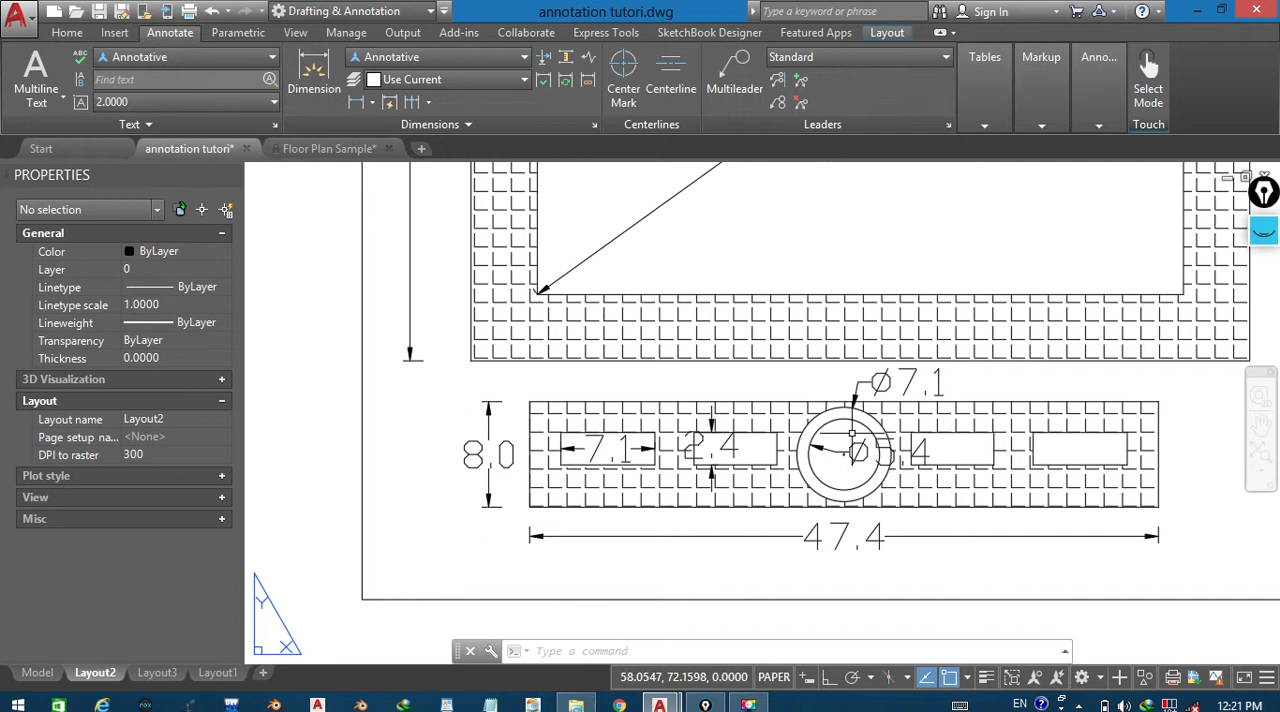 Drafting & Annotation
annotation tutori.dwg
Type a keyword or phrase
Sign In
Home Insert Annotate Parametric View Manage Output Add-ins Collaborate Express Tools SketchBook Designer Featured Apps Layout
ABC Annotative
Annotative
Standard
Tables
Markup
Anno...
Find text
Use Current
Multiline
Text
Dimension
Center
Mark
Centerline
Multileader
Select
Mode
2.0000
Text
Dimensions
Centerlines
Leaders
Touch
Start
annotation tutori*
Floor Plan Sample*
PROPERTIES
No selection
General
Color ByLayer
Layer 0
Linetype ByLayer
Linetype scale 1.0000
Lineweight ByLayer
Transparency ByLayer
Thickness 0.0000
3D Visualization
Layout
Layout name Layout2
Page setup na... <None>
DPI to raster 300
Plot style
View
Misc
Ø7.1
8.0
7.1
2.4
47.4
Y
X
Type a command
Model Layout2 Layout3 Layout1
58.0547, 72.1598, 0.0000 PAPER
EN
12:21 PM